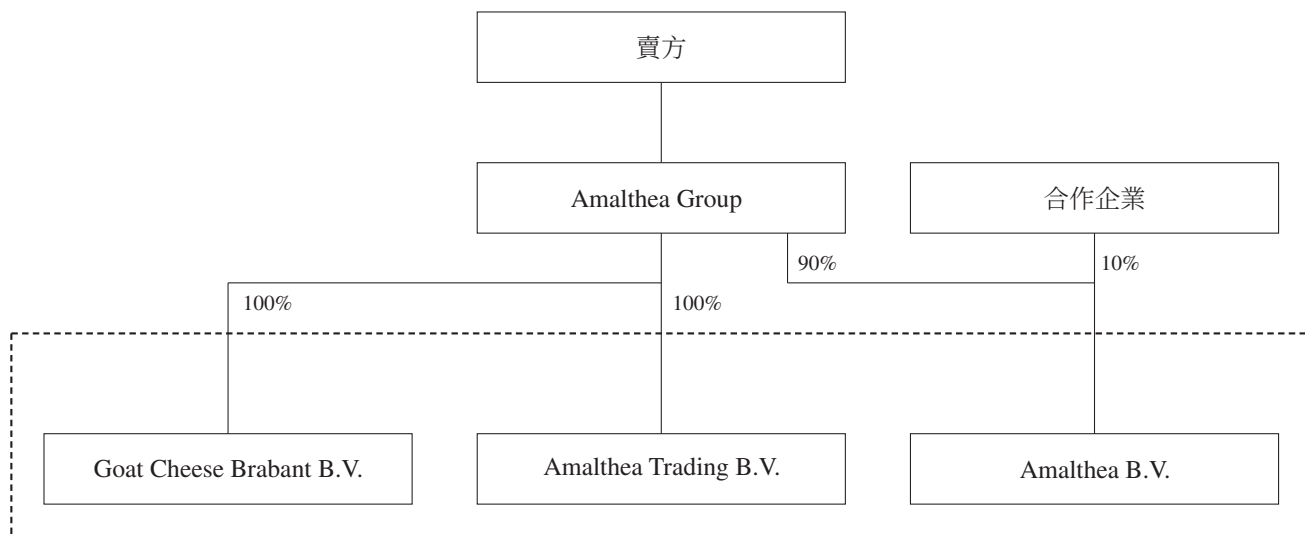 賣方
Amalthea Group
合作企業
90%
10%
100%
100%
Goat Cheese Brabant B.V.
Amalthea Trading B.V.
Amalthea B.V.